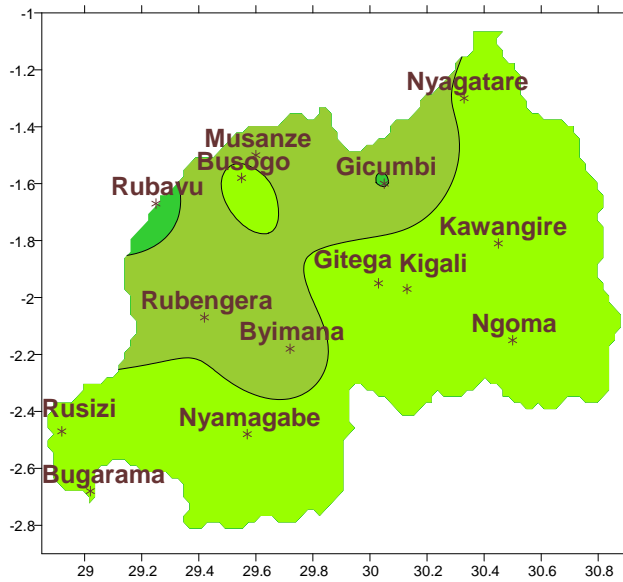 -1
Nyagatare
-1.2
-1.4
Musanze
Busogo
Gicumbi
-1.6
Rubavu
Kawangire
-1.8
Gitega
Kigali
-2
Rubengera
Byimana
Ngoma
-2.2
-2.4
Rusizi
Nyamagabe
-2.6
Bugarama
-2.8
29 29.2 29.4 29.6 29.8 30 30.2 30.4 30.6 30.8